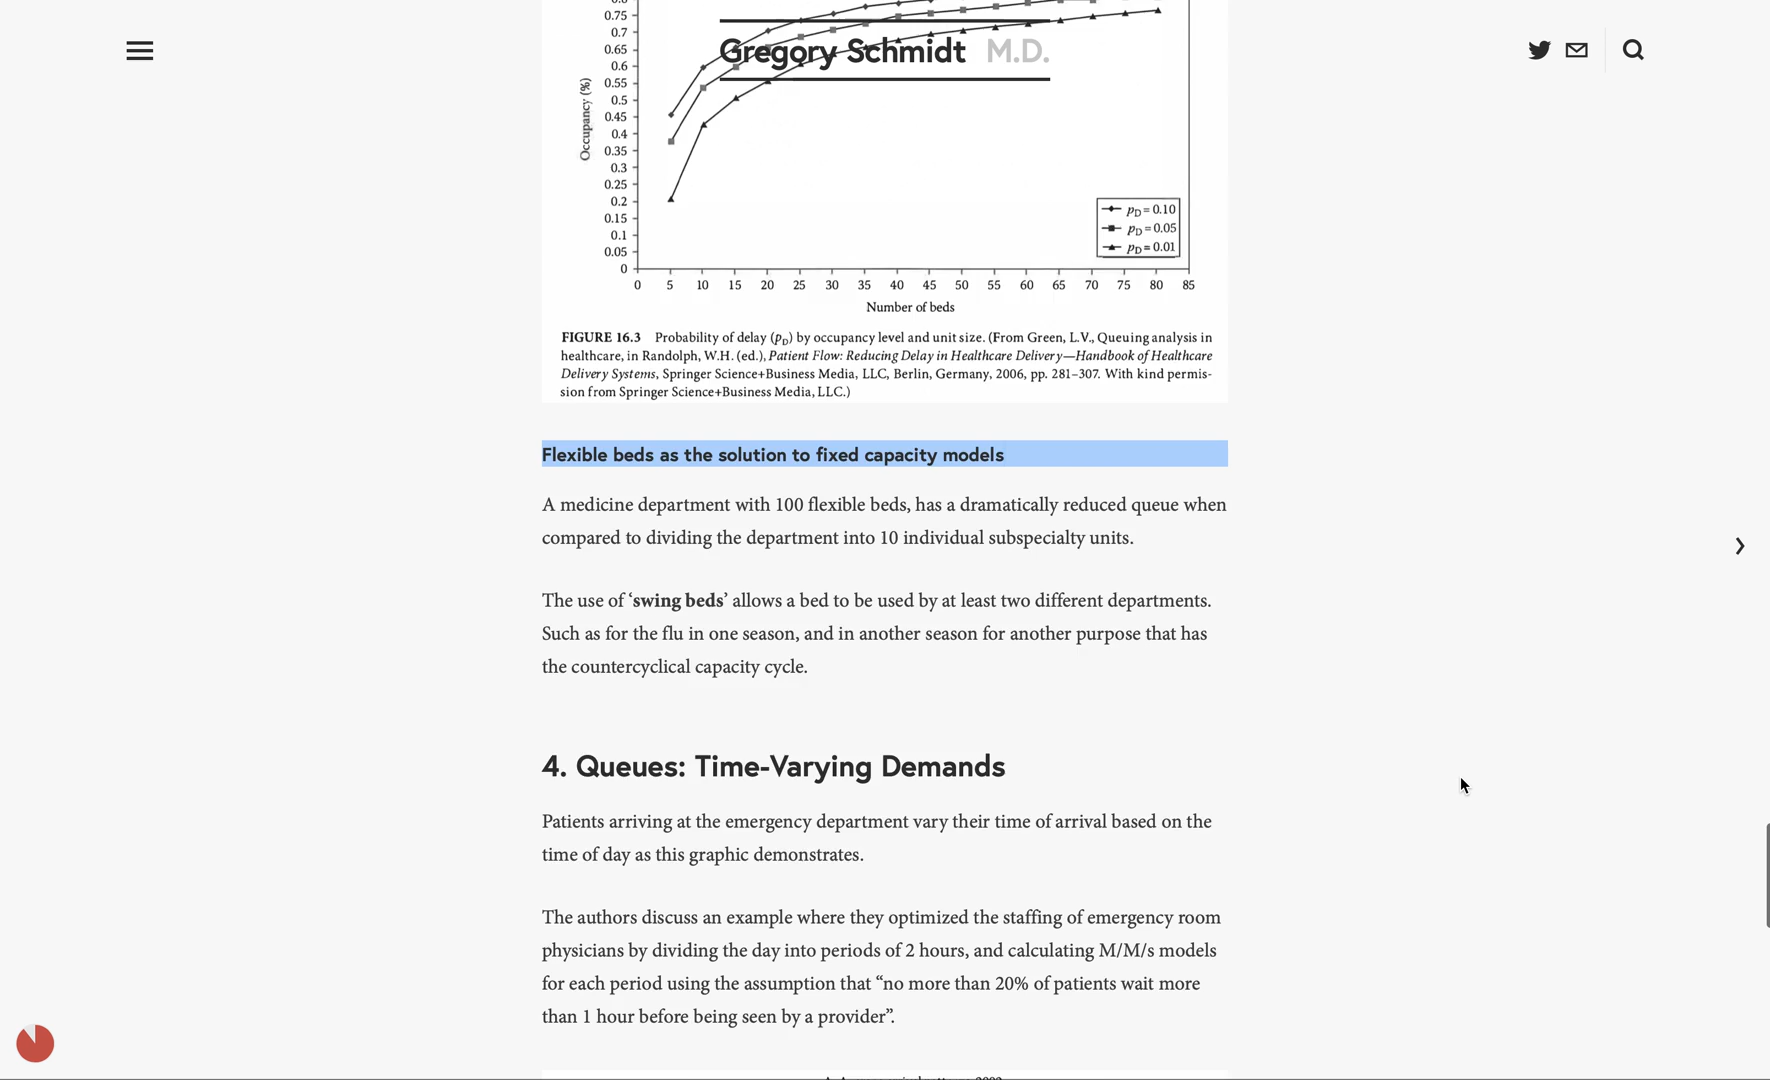 0.8
0.75
0.7
0.65
0.6
0.55
0.5
0.45
0.4
0.35
0.3
0.25
0.2
0.15
0.1
0.05
0
Occupancy (%)
Gregory Schmidt M.D.
pD = 0.10
pD = 0.05
pD = 0.01
0 5 10 15 20 25 30 35 40 45 50 55 60 65 70 75 80 85
Number of beds
FIGURE 16.3 Probability of delay (pD) by occupancy level and unit size. (From Green, L.V., Queuing analysis in
healthcare, in Randolph, W.H. (ed.), Patient Flow: Reducing Delay in Healthcare Delivery—Handbook of Healthcare
Delivery Systems, Springer Science+Business Media, LLC, Berlin, Germany, 2006, pp. 281–307. With kind permis-
sion from Springer Science+Business Media, LLC.)
Flexible beds as the solution to fixed capacity models
A medicine department with 100 flexible beds, has a dramatically reduced queue when
compared to dividing the department into 10 individual subspecialty units.
The use of ‘swing beds’ allows a bed to be used by at least two different departments.
Such as for the flu in one season, and in another season for another purpose that has
the countercyclical capacity cycle.
4. Queues: Time-Varying Demands
Patients arriving at the emergency department vary their time of arrival based on the
time of day as this graphic demonstrates.
The authors discuss an example where they optimized the staffing of emergency room
physicians by dividing the day into periods of 2 hours, and calculating M/M/s models
for each period using the assumption that “no more than 20% of patients wait more
than 1 hour before being seen by a provider”.